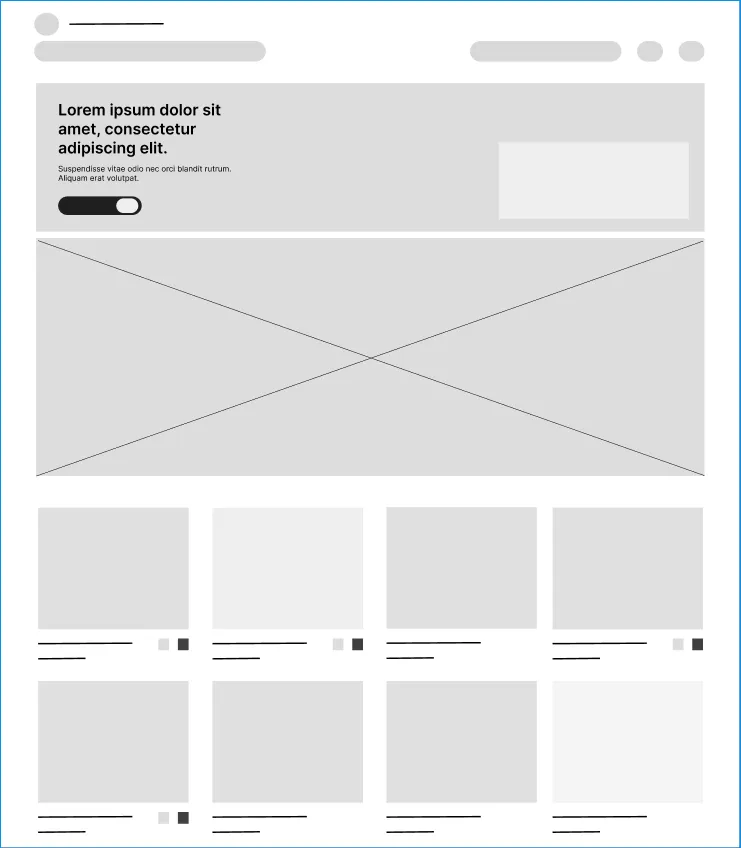 Lorem ipsum dolor sit
amet, consectetur
adipiscing elit.
Suspendisse vitae odio nec orci blandit rutrum.
Aliquam erat volutpat.